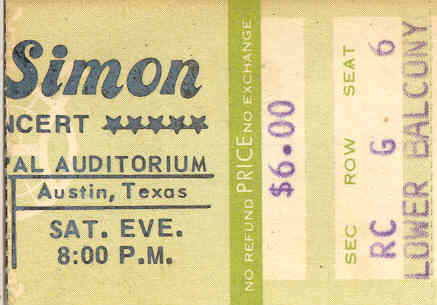 Simon
NCERT ★★★★★
PAL AUDITORIUM
Austin, Texas
SAT. EVE.
8:00 P.M.
NO REFUND PRICE NO EXCHANGE
$6.00
SEC ROW SEAT
RC G 6
LOWER BALCONY